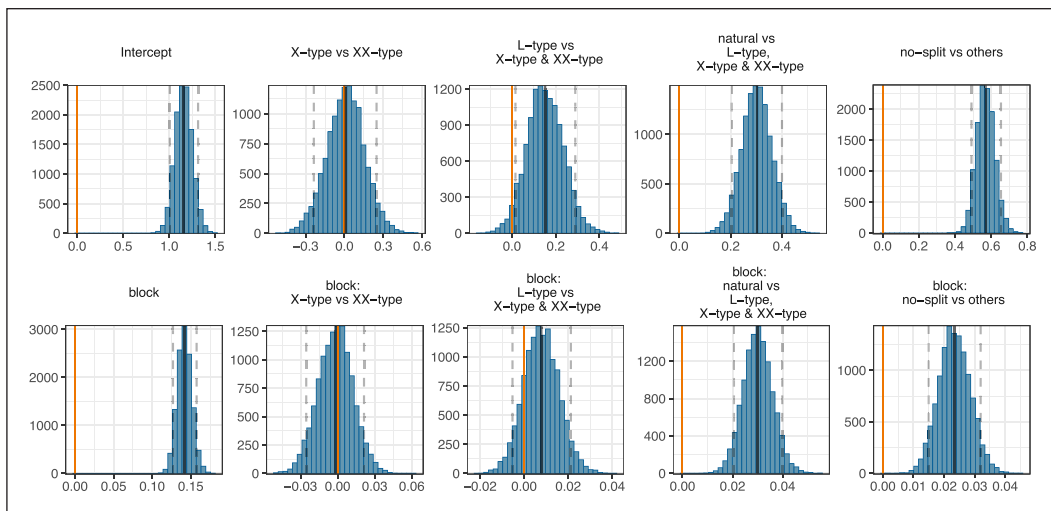 Intercept
X−type vs XX−type
L−type vs
X−type & XX−type
natural vs
L−type,
X−type & XX−type
no−split vs others
2500
2000
1500
1000
500
0
0.0 0.5 1.0 1.5
1000
750
500
250
0
−0.3 0.0 0.3 0.6
1200
900
600
300
0
0.0 0.2 0.4
1000
500
0
0.0 0.2 0.4
2000
1500
1000
500
0
0.0 0.2 0.4 0.6 0.8
block
block:
X−type vs XX−type
block:
L−type vs
X−type & XX−type
block:
natural vs
L−type,
X−type & XX−type
block:
no−split vs others
3000
2000
1000
0
0.00 0.05 0.10 0.15
1250
1000
750
500
250
0
−0.03 0.00 0.03 0.06
1250
1000
750
500
250
0
−0.02 0.00 0.02 0.04
1200
800
400
0
0.00 0.02 0.04
1000
500
0
0.00 0.01 0.02 0.03 0.04